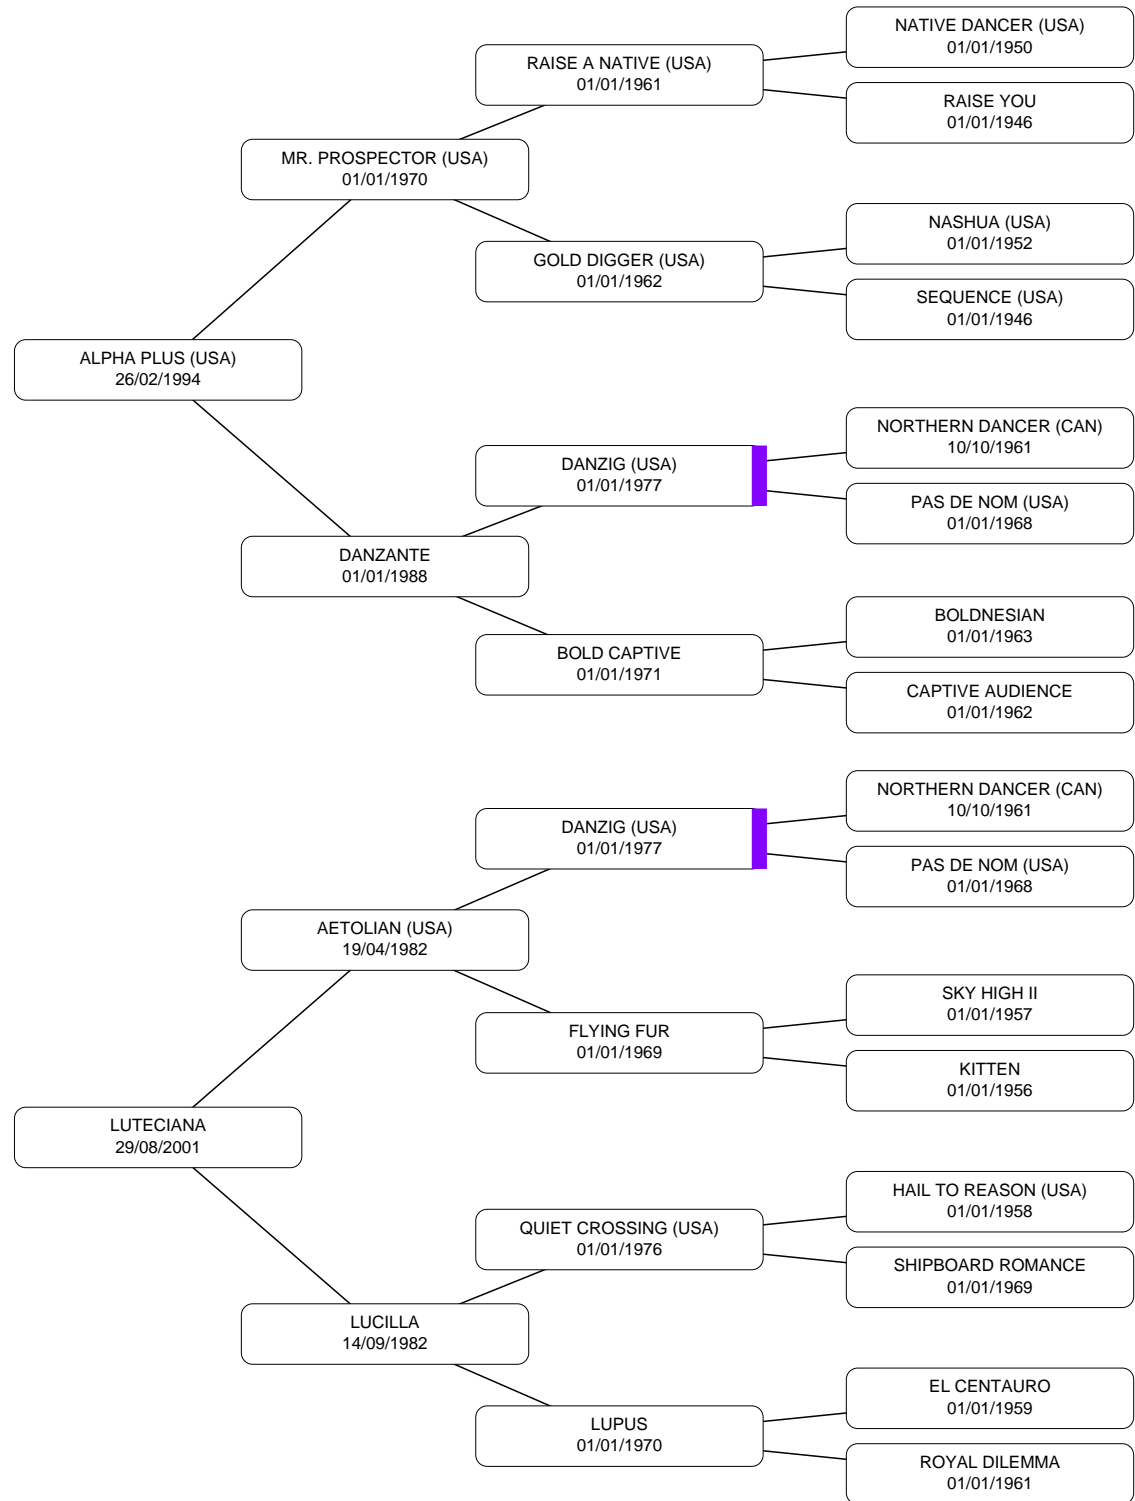 NATIVE DANCER (USA)
01/01/1950
RAISE A NATIVE (USA)
01/01/1961
RAISE YOU
01/01/1946
MR. PROSPECTOR (USA)
01/01/1970
NASHUA (USA)
01/01/1952
GOLD DIGGER (USA)
01/01/1962
SEQUENCE (USA)
01/01/1946
ALPHA PLUS (USA)
26/02/1994
NORTHERN DANCER (CAN)
10/10/1961
DANZIG (USA)
01/01/1977
PAS DE NOM (USA)
01/01/1968
DANZANTE
01/01/1988
BOLDNESIAN
01/01/1963
BOLD CAPTIVE
01/01/1971
CAPTIVE AUDIENCE
01/01/1962
NORTHERN DANCER (CAN)
10/10/1961
DANZIG (USA)
01/01/1977
PAS DE NOM (USA)
01/01/1968
AETOLIAN (USA)
19/04/1982
SKY HIGH II
01/01/1957
FLYING FUR
01/01/1969
KITTEN
01/01/1956
LUTECIANA
29/08/2001
HAIL TO REASON (USA)
01/01/1958
QUIET CROSSING (USA)
01/01/1976
SHIPBOARD ROMANCE
01/01/1969
LUCILLA
14/09/1982
EL CENTAURO
01/01/1959
LUPUS
01/01/1970
ROYAL DILEMMA
01/01/1961